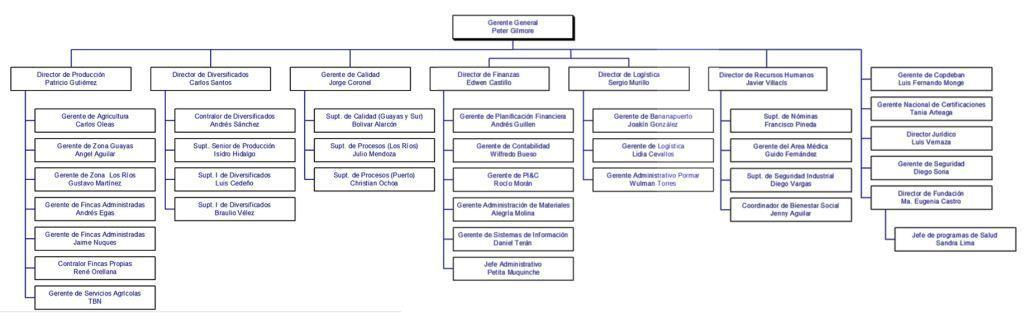 Gerente General
Peter Gilmore
Director de Producción
Patricio Gutiérrez
Gerente de Agricultura
Carlos Oleas
Gerente de Zona Guayas
Angel Aguilar
Gerente de Zona Los Ríos
Gustavo Martínez
Gerente de Fincas Administradas
Andrés Egas
Gerente de Fincas Administradas
Jaime Nuques
Contralor Fincas Propias
René Orellana
Gerente de Servicios Agrícolas
TBN
Director de Diversificados
Carlos Santos
Contralor de Diversificados
Andrés Sánchez
Supt. Senior de Producción
Isidro Hidalgo
Supt. I de Diversificados
Luis Cedeño
Supt. I de Diversificados
Braulio Vélez
Gerente de Calidad
Jorge Coronel
Supt. de Calidad (Guayas y Sur)
Bolivar Alarcón
Supt. de Procesos (Los Ríos)
Julio Mendoza
Supt. de Procesos (Puerto)
Christian Ochoa
Director de Finanzas
Edwen Castillo
Gerente de Planificación Financiera
Andrés Guillen
Gerente de Contabilidad
Wilfredo Bueso
Gerente de PI&C
Rocío Morán
Gerente Administración de Materiales
Alegría Molina
Gerente de Sistemas de Información
Daniel Terán
Jefe Administrativo
Petita Muquinche
Director de Logística
Sergio Murillo
Gerente de Bananapuerto
Joakín González
Gerente de Logística
Lidia Cevallos
Gerente Administrativo Pormar
Wulman Torres
Director de Recursos Humanos
Javier Villacís
Supt. de Nóminas
Francisco Pineda
Gerente del Area Médica
Guido Fernández
Supt. de Seguridad Industrial
Diego Vargas
Coordinador de Bienestar Social
Jenny Aguilar
Gerente de Copdeban
Luis Fernando Monge
Gerente Nacional de Certificaciones
Tania Arteaga
Director Jurídico
Luis Vernaza
Gerente de Seguridad
Diego Soria
Director de Fundación
Ma. Eugenia Castro
Jefe de programas de Salud
Sandra Lima